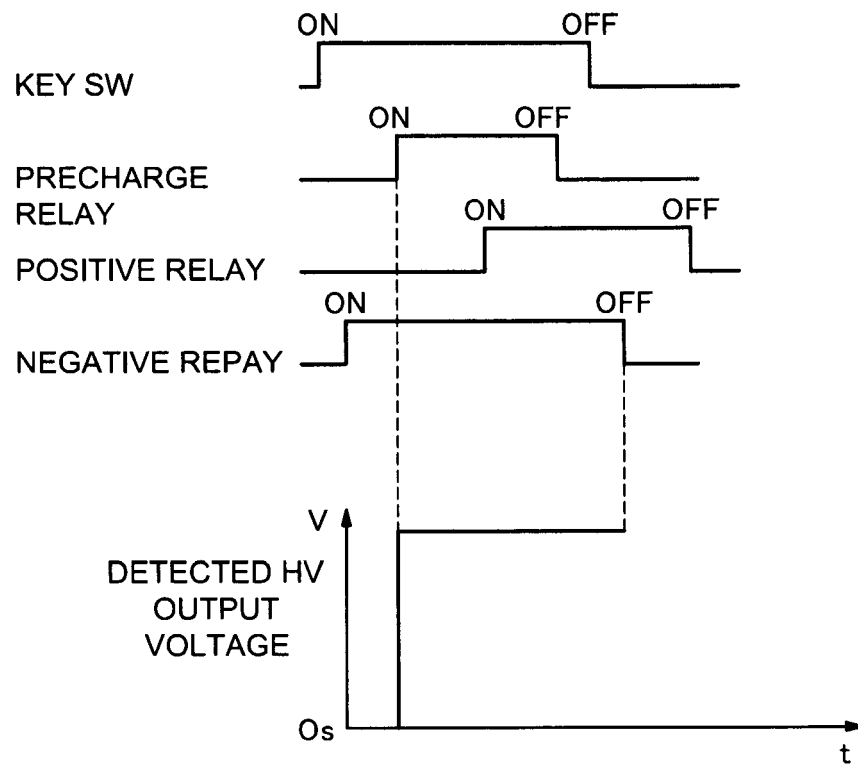 ON OFF
KEY SW
ON OFF
PRECHARGE
RELAY
ON OFF
POSITIVE RELAY
ON OFF
NEGATIVE REPAY
V
DETECTED HV
OUTPUT
VOLTAGE
Os
t